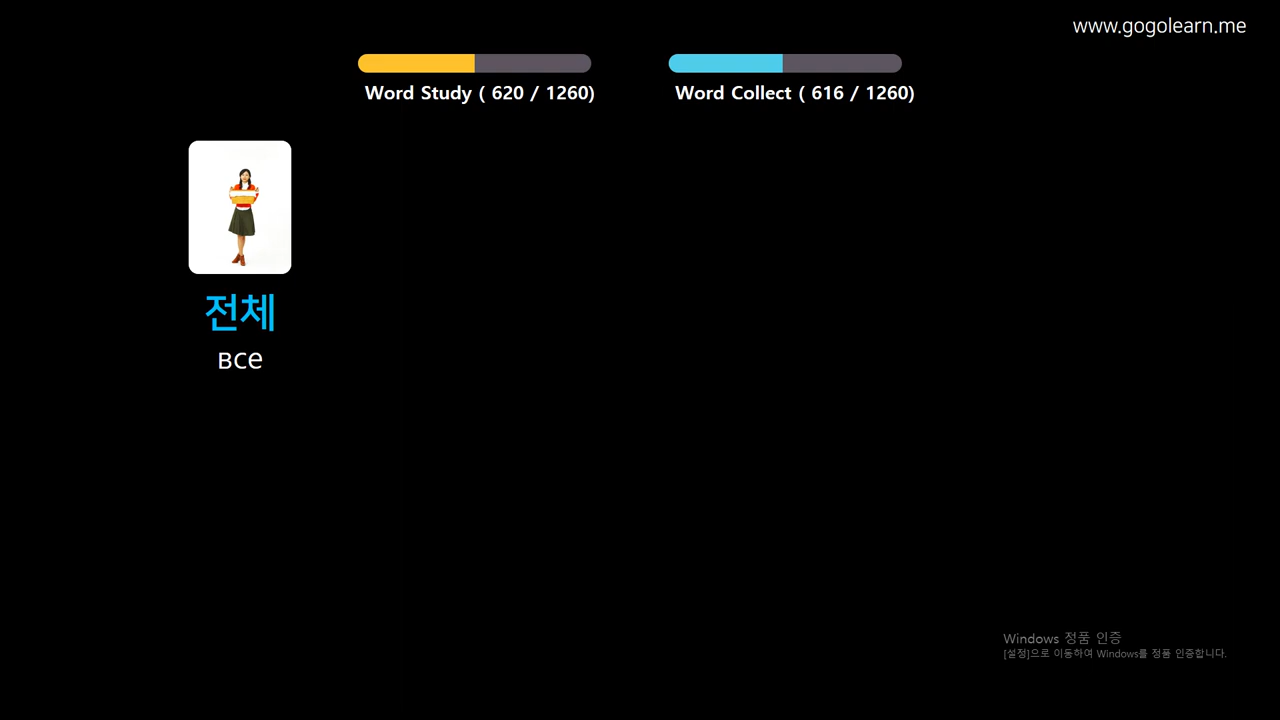 www.gogolearn.me
Word Study ( 620 / 1260)
Word Collect ( 616 / 1260)
전체
все
Windows 정품 인증
[설정]으로 이동하여 Windows를 정품 인증합니다.